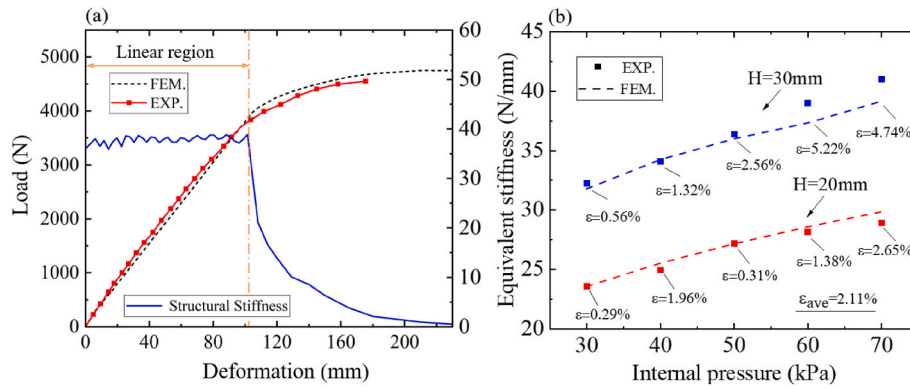 (a)
Linear region
FEM.
EXP.
Structural Stiffness
5000
4000
3000
2000
1000
0
Load (N)
60
50
40
30
20
10
0
0 40 80 120 160 200
Deformation (mm)
(b)
EXP.
FEM.
H=30mm
ε=4.74%
ε=5.22%
ε=2.56%
ε=1.32%
ε=0.56%
H=20mm
ε=2.65%
ε=1.38%
ε=0.31%
ε=1.96%
ε=0.29%
εave=2.11%
45
40
35
30
25
20
Equivalent stiffness (N/mm)
30 40 50 60 70
Internal pressure (kPa)